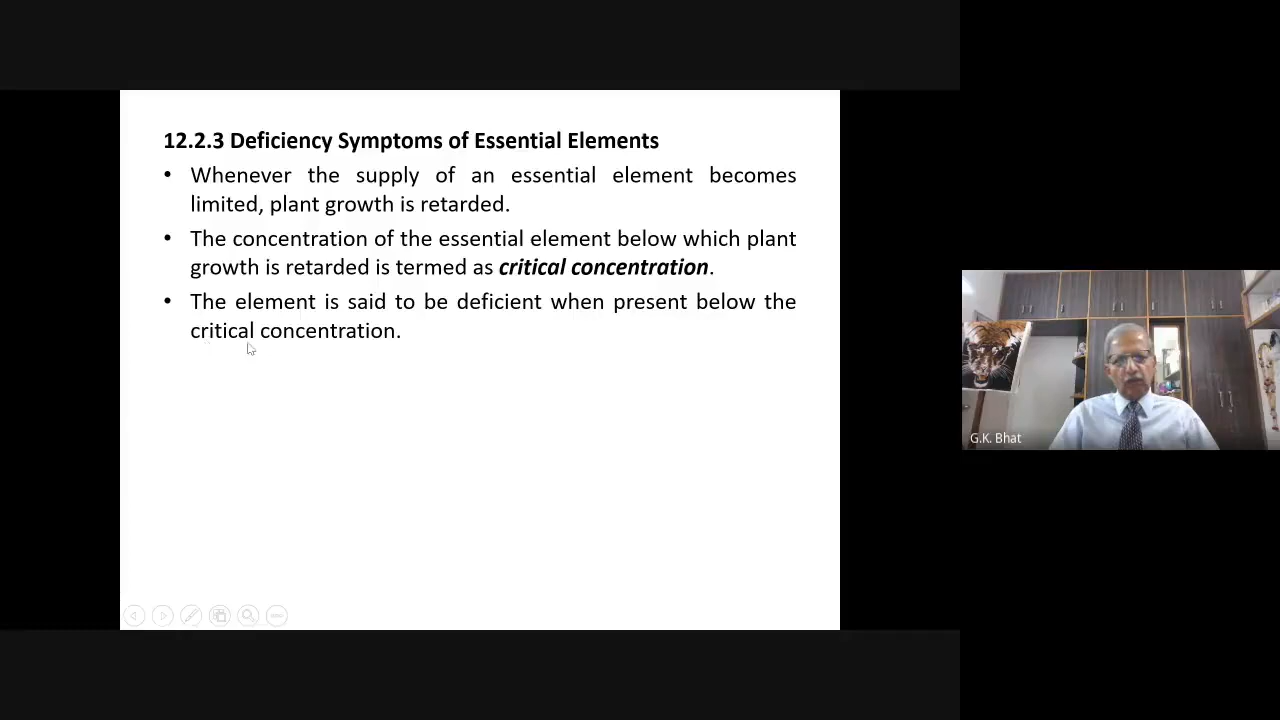 12.2.3 Deficiency Symptoms of Essential Elements
• Whenever the supply of an essential element becomes
limited, plant growth is retarded.
• The concentration of the essential element below which plant
growth is retarded is termed as critical concentration.
• The element is said to be deficient when present below the
critical concentration.
G.K. Bhat